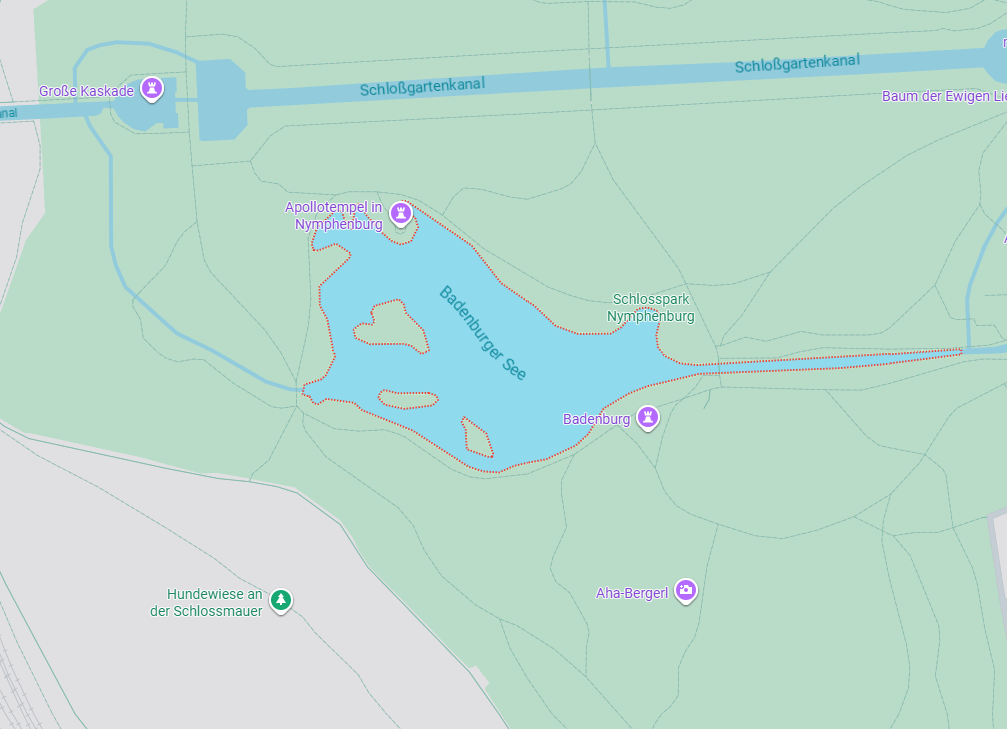 Schloßgartenkanal
Große Kaskade
Schloßgartenkanal
Baum der Ewigen
Apollotempel in
Nymphenburg
Badenburger See
Schlosspark
Nymphenburg
Badenburg
Aha-Bergerl
Hundewiese an
der Schlossmauer